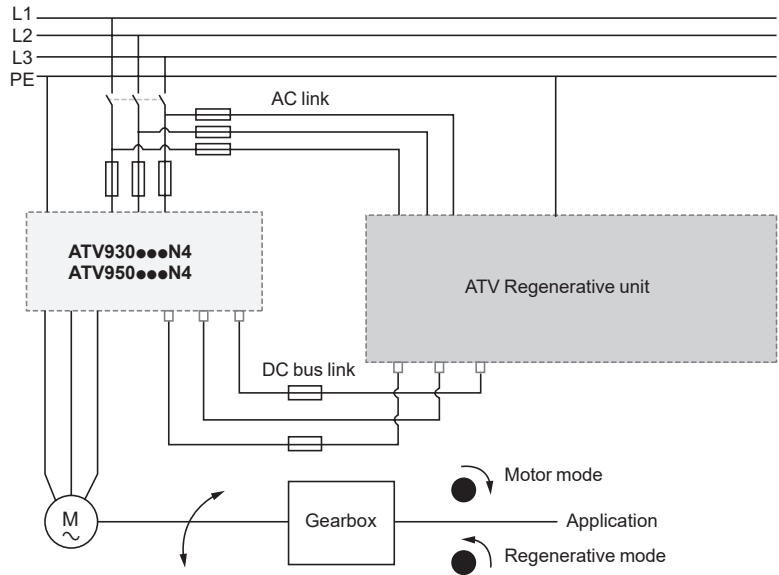 L1
L2
L3
PE
AC link
ATV930●●●N4
ATV950●●●N4
ATV Regenerative unit
DC bus link
Motor mode
M
~
Gearbox
Application
Regenerative mode